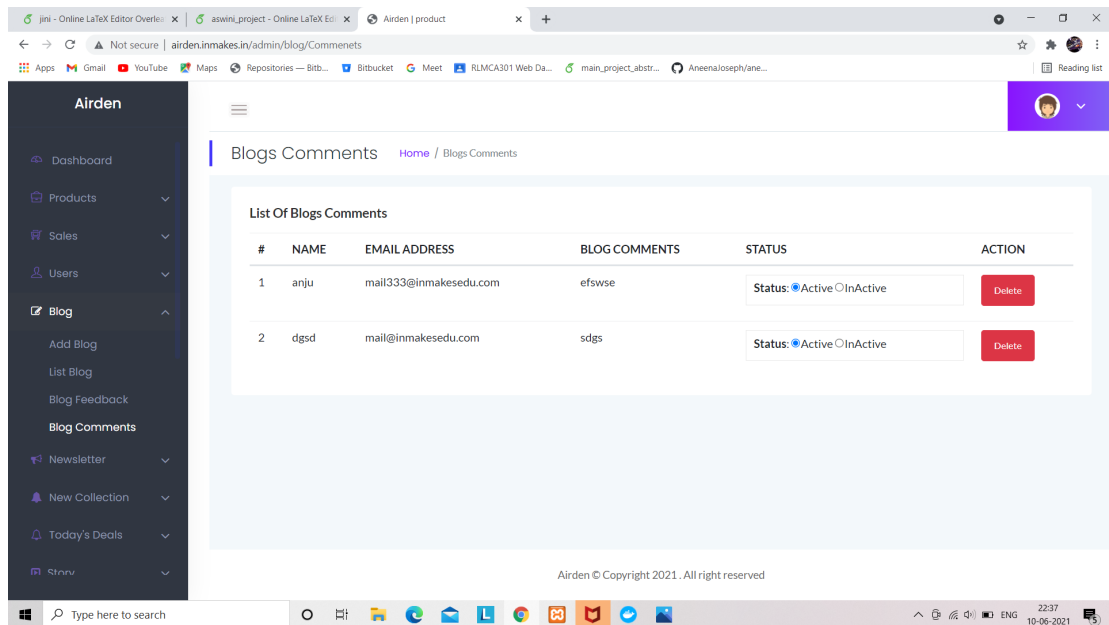 jini - Online LaTeX Editor Overlea
aswini_project - Online LaTeX Edi
Airden | product
Not secure | airden.inmakes.in/admin/blog/Commenets
Apps Gmail YouTube Maps Repositories — Bitb... Bitbucket Meet RLMCA301 Web Da... main_project_abstr... AneenaJoseph/ane... Reading list
Airden
Dashboard
Products
Sales
Users
Blog
Add Blog
List Blog
Blog Feedback
Blog Comments
Newsletter
New Collection
Today's Deals
Story
Blogs Comments Home / Blogs Comments
List Of Blogs Comments
# NAME EMAIL ADDRESS BLOG COMMENTS STATUS ACTION
1 anju mail333@inmakesedu.com efswse Status: Active InActive Delete
2 dgsd mail@inmakesedu.com sdgs Status: Active InActive Delete
Airden © Copyright 2021 . All right reserved
Type here to search
ENG
22:37
10-06-2021
5